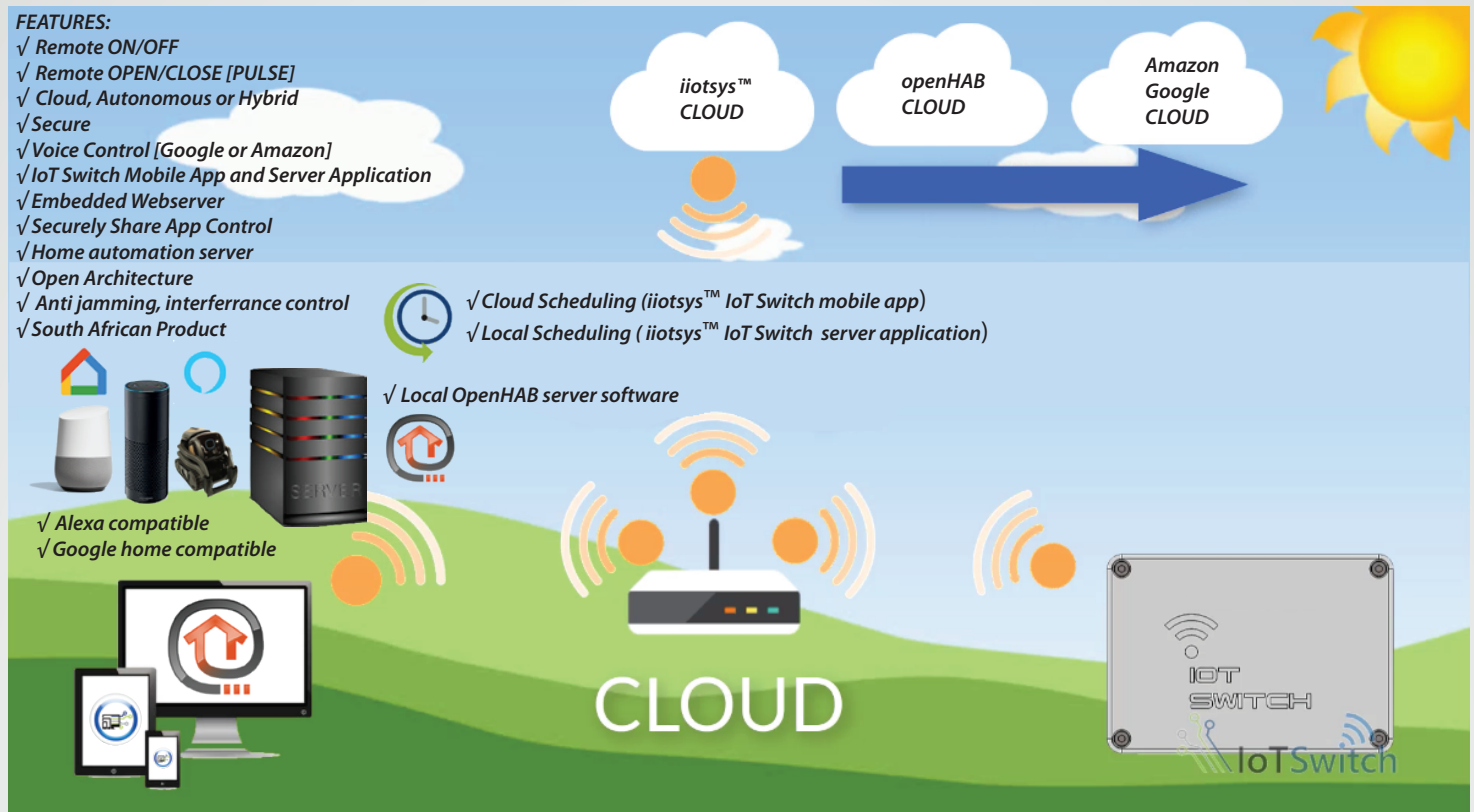 FEATURES:
√ Remote ON/OFF
√ Remote OPEN/CLOSE [PULSE]
√ Cloud, Autonomous or Hybrid
√ Secure
√ Voice Control [Google or Amazon]
√ IoT Switch Mobile App and Server Application
√ Embedded Webserver
√ Securely Share App Control
√ Home automation server
√ Open Architecture
√ Anti jamming, interferrance control
√ South African Product
iiotsys™
CLOUD
openHAB
CLOUD
Amazon
Google
CLOUD
√ Cloud Scheduling (iiotsys™ IoT Switch mobile app)
√ Local Scheduling ( iiotsys™ IoT Switch server application)
√ Local OpenHAB server software
SERVER
√ Alexa compatible
√ Google home compatible
CLOUD
IOT
SWITCH
IoTSwitch